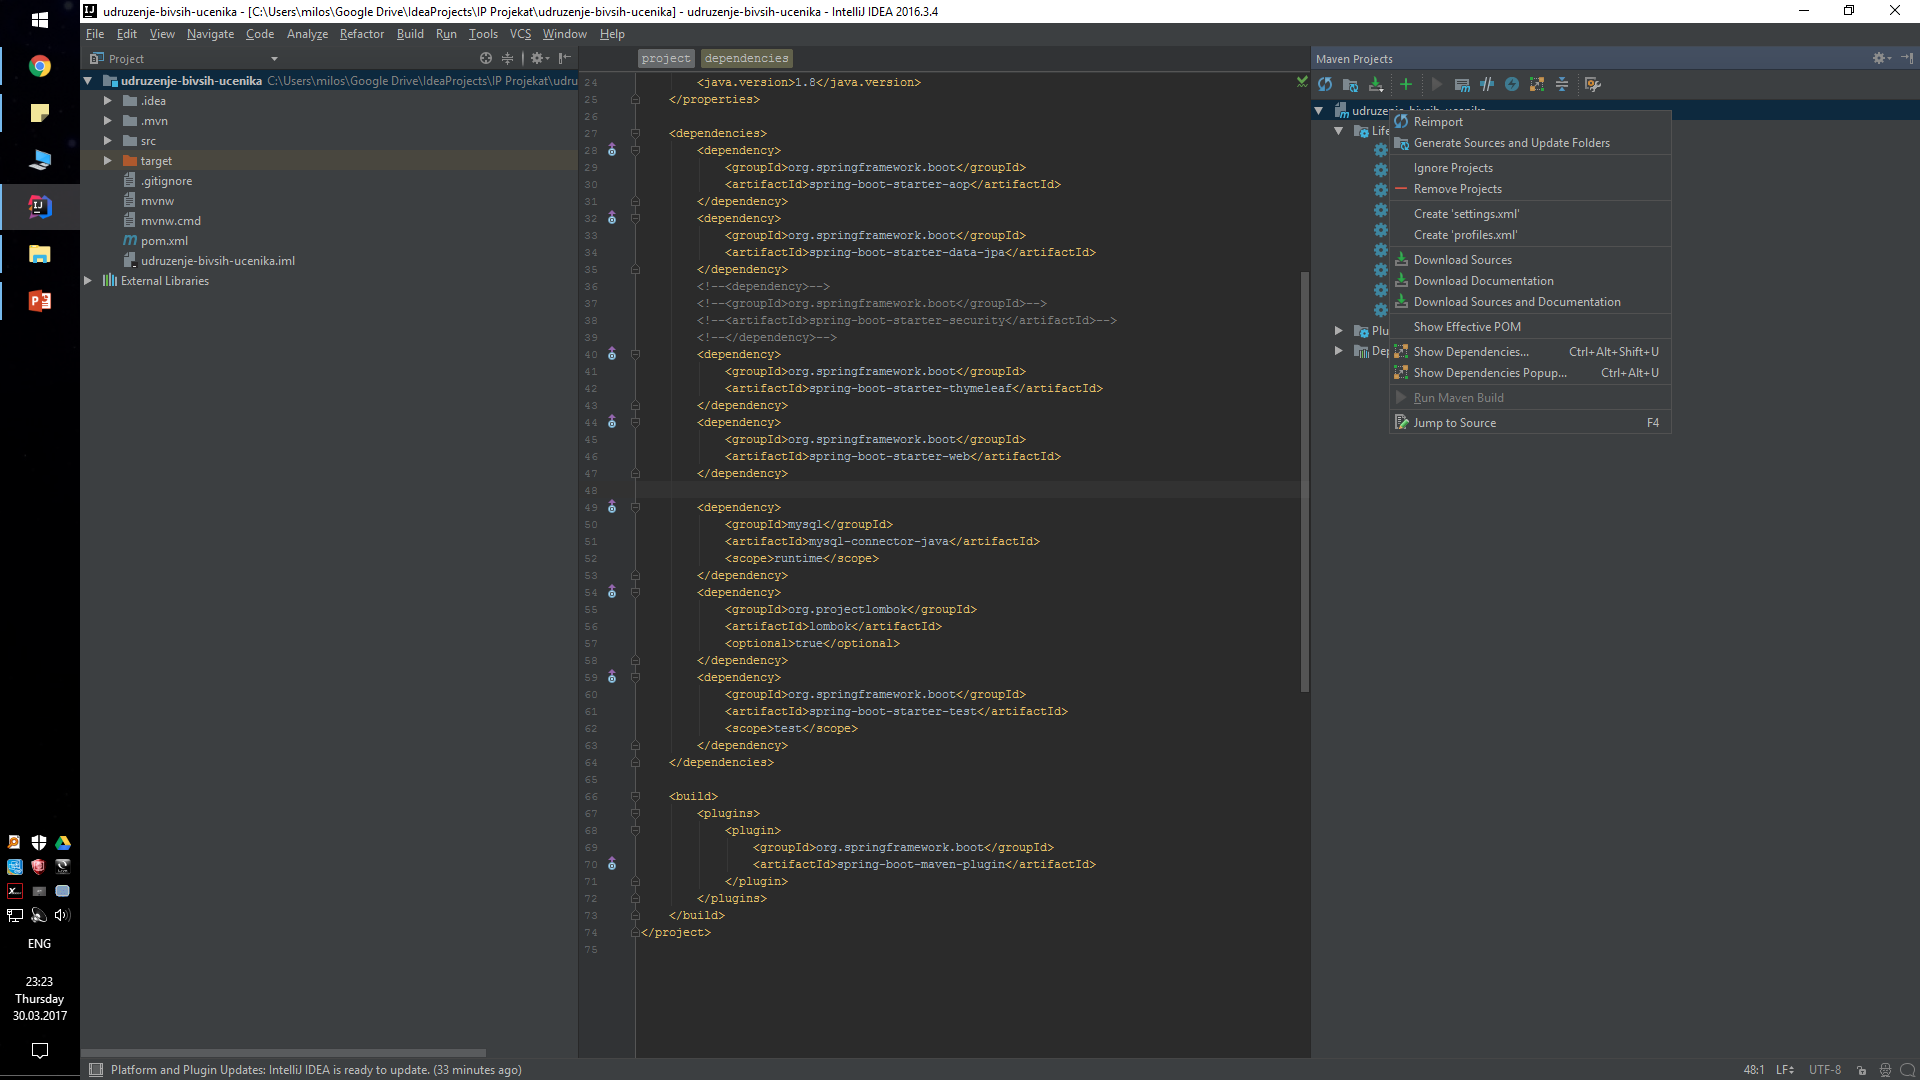 udruzenje-bivsih-ucenika - [C:\Users\milos\Google Drive\IdeaProjects\IP Projekat\udruzenje-bivsih-ucenika] - udruzenje-bivsih-ucenika - IntelliJ IDEA 2016.3.4
File Edit View Navigate Code Analyze Refactor Build Run Tools VCS Window Help
Project
udruzenje-bivsih-ucenika C:\Users\milos\Google Drive\IdeaProjects\IP Projekat\udru
.idea
.mvn
src
target
.gitignore
mvnw
mvnw.cmd
pom.xml
udruzenje-bivsih-ucenika.iml
External Libraries
project dependencies
24 <java.version>1.8</java.version>
25 </properties>
26
27 <dependencies>
28 <dependency>
29 <groupId>org.springframework.boot</groupId>
30 <artifactId>spring-boot-starter-aop</artifactId>
31 </dependency>
32 <dependency>
33 <groupId>org.springframework.boot</groupId>
34 <artifactId>spring-boot-starter-data-jpa</artifactId>
35 </dependency>
36 <!--<dependency>-->
37 <!--<groupId>org.springframework.boot</groupId>-->
38 <!--<artifactId>spring-boot-starter-security</artifactId>-->
39 <!--</dependency>-->
40 <dependency>
41 <groupId>org.springframework.boot</groupId>
42 <artifactId>spring-boot-starter-thymeleaf</artifactId>
43 </dependency>
44 <dependency>
45 <groupId>org.springframework.boot</groupId>
46 <artifactId>spring-boot-starter-web</artifactId>
47 </dependency>
48
49 <dependency>
50 <groupId>mysql</groupId>
51 <artifactId>mysql-connector-java</artifactId>
52 <scope>runtime</scope>
53 </dependency>
54 <dependency>
55 <groupId>org.projectlombok</groupId>
56 <artifactId>lombok</artifactId>
57 <optional>true</optional>
58 </dependency>
59 <dependency>
60 <groupId>org.springframework.boot</groupId>
61 <artifactId>spring-boot-starter-test</artifactId>
62 <scope>test</scope>
63 </dependency>
64 </dependencies>
65
66 <build>
67 <plugins>
68 <plugin>
69 <groupId>org.springframework.boot</groupId>
70 <artifactId>spring-boot-maven-plugin</artifactId>
71 </plugin>
72 </plugins>
73 </build>
74 </project>
75
Maven Projects
Life
Plu
Dep
Reimport
Generate Sources and Update Folders
Ignore Projects
Remove Projects
Create 'settings.xml'
Create 'profiles.xml'
Download Sources
Download Documentation
Download Sources and Documentation
Show Effective POM
Show Dependencies... Ctrl+Alt+Shift+U
Show Dependencies Popup... Ctrl+Alt+U
Run Maven Build
Jump to Source F4
ENG
23:23
Thursday
30.03.2017
Platform and Plugin Updates: IntelliJ IDEA is ready to update. (33 minutes ago)
48:1 LF UTF-8